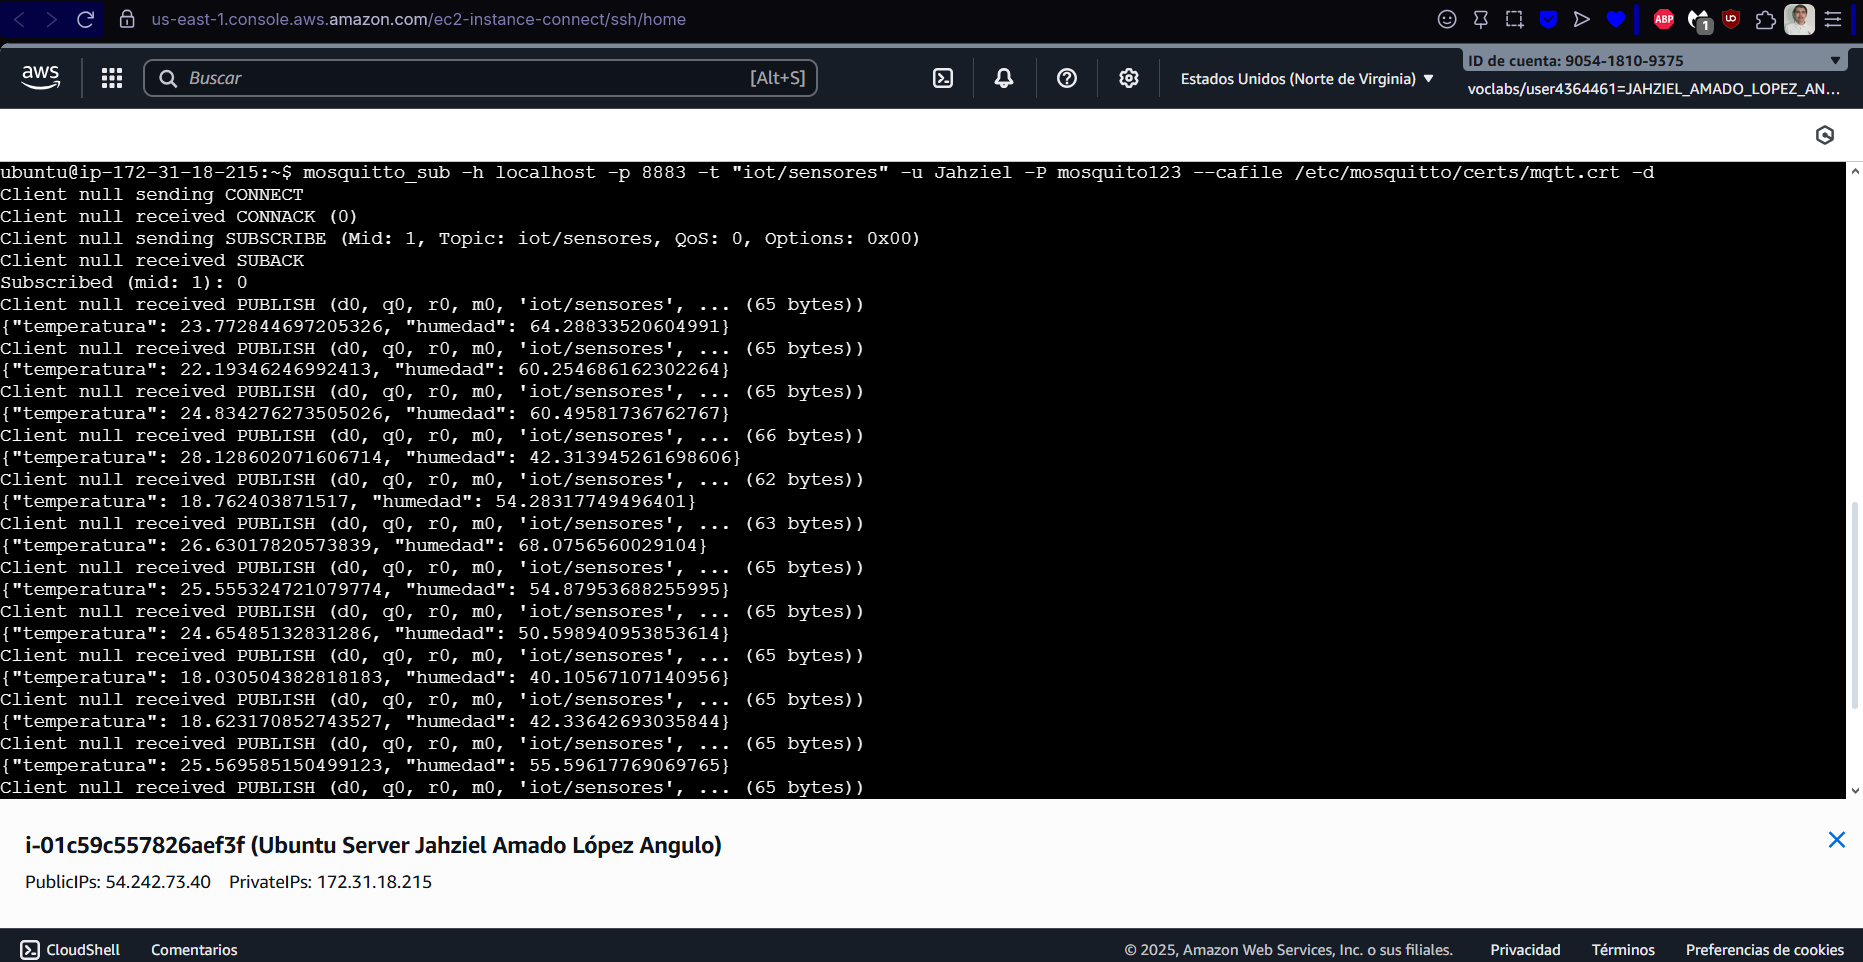 us-east-1.console.aws.amazon.com/ec2-instance-connect/ssh/home
ABP
1
UO
aws
Buscar
[Alt+S]
Estados Unidos (Norte de Virginia)
ID de cuenta: 9054-1810-9375
voclabs/user4364461=JAHZIEL_AMADO_LOPEZ_AN...
ubuntu@ip-172-31-18-215:~$ mosquitto_sub -h localhost -p 8883 -t "iot/sensores" -u Jahziel -P mosquito123 --cafile /etc/mosquitto/certs/mqtt.crt -d
Client null sending CONNECT
Client null received CONNACK (0)
Client null sending SUBSCRIBE (Mid: 1, Topic: iot/sensores, QoS: 0, Options: 0x00)
Client null received SUBACK
Subscribed (mid: 1): 0
Client null received PUBLISH (d0, q0, r0, m0, 'iot/sensores', ... (65 bytes))
{"temperatura": 23.772844697205326, "humedad": 64.28833520604991}
Client null received PUBLISH (d0, q0, r0, m0, 'iot/sensores', ... (65 bytes))
{"temperatura": 22.19346246992413, "humedad": 60.254686162302264}
Client null received PUBLISH (d0, q0, r0, m0, 'iot/sensores', ... (65 bytes))
{"temperatura": 24.834276273505026, "humedad": 60.49581736762767}
Client null received PUBLISH (d0, q0, r0, m0, 'iot/sensores', ... (66 bytes))
{"temperatura": 28.128602071606714, "humedad": 42.313945261698606}
Client null received PUBLISH (d0, q0, r0, m0, 'iot/sensores', ... (62 bytes))
{"temperatura": 18.762403871517, "humedad": 54.28317749496401}
Client null received PUBLISH (d0, q0, r0, m0, 'iot/sensores', ... (63 bytes))
{"temperatura": 26.63017820573839, "humedad": 68.0756560029104}
Client null received PUBLISH (d0, q0, r0, m0, 'iot/sensores', ... (65 bytes))
{"temperatura": 25.555324721079774, "humedad": 54.87953688255995}
Client null received PUBLISH (d0, q0, r0, m0, 'iot/sensores', ... (65 bytes))
{"temperatura": 24.65485132831286, "humedad": 50.598940953853614}
Client null received PUBLISH (d0, q0, r0, m0, 'iot/sensores', ... (65 bytes))
{"temperatura": 18.030504382818183, "humedad": 40.10567107140956}
Client null received PUBLISH (d0, q0, r0, m0, 'iot/sensores', ... (65 bytes))
{"temperatura": 18.623170852743527, "humedad": 42.33642693035844}
Client null received PUBLISH (d0, q0, r0, m0, 'iot/sensores', ... (65 bytes))
{"temperatura": 25.569585150499123, "humedad": 55.59617769069765}
Client null received PUBLISH (d0, q0, r0, m0, 'iot/sensores', ... (65 bytes))
i-01c59c557826aef3f (Ubuntu Server Jahziel Amado López Angulo)
PublicIPs: 54.242.73.40 PrivateIPs: 172.31.18.215
CloudShell
Comentarios
© 2025, Amazon Web Services, Inc. o sus filiales.
Privacidad
Términos
Preferencias de cookies